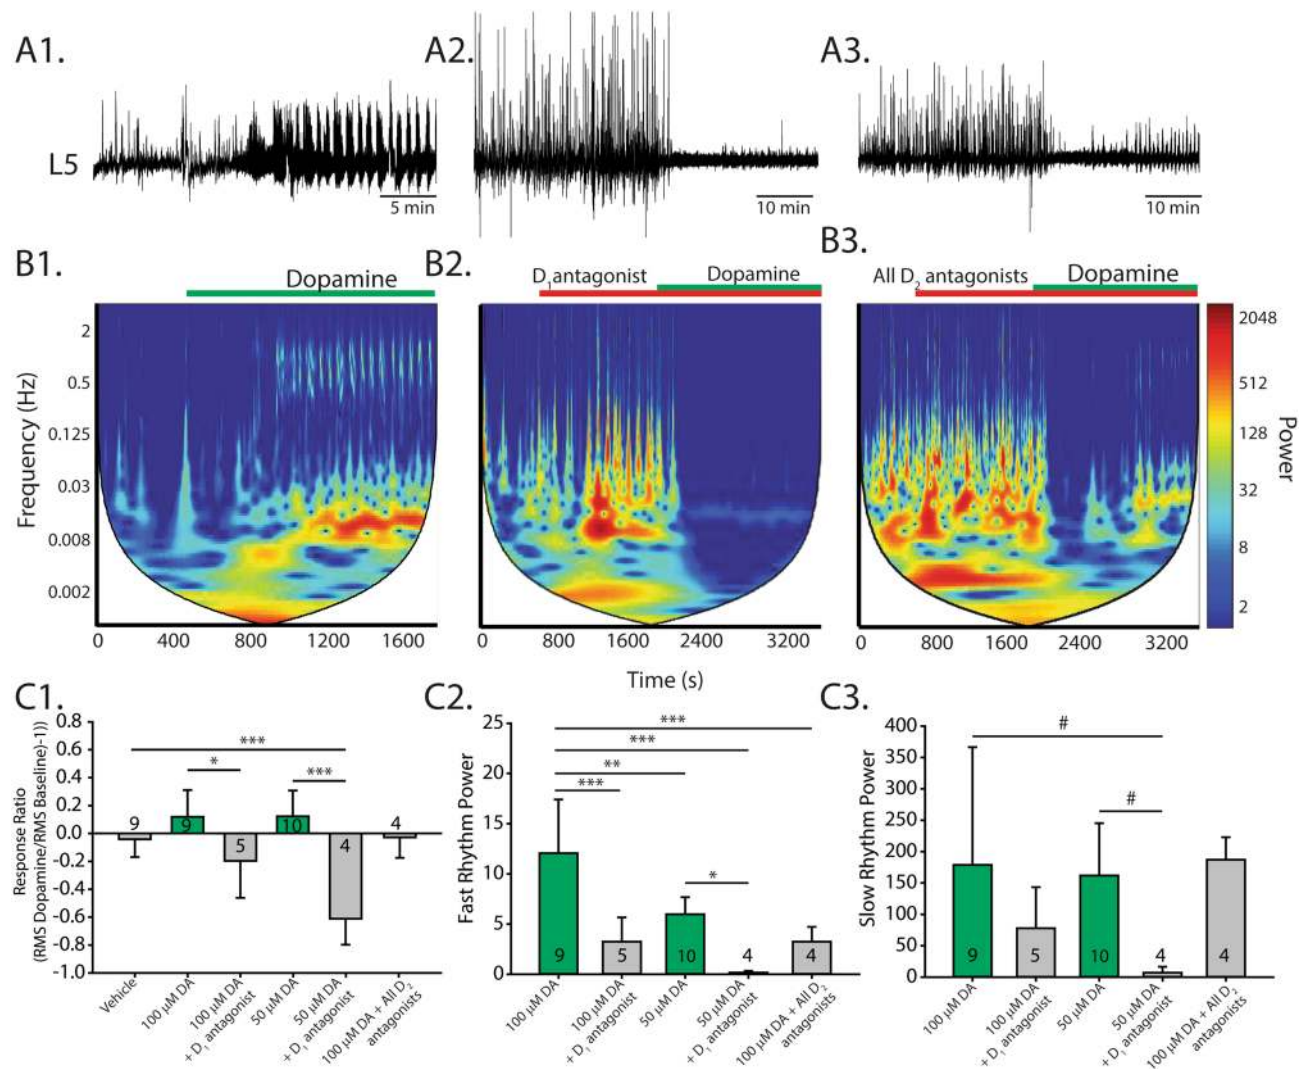 A1.
A2.
A3.
L5
5 min
10 min
10 min
B1.
B2.
B3.
Dopamine
D1 antagonist
Dopamine
All D2 antagonists
Dopamine
Frequency (Hz)
2
0.5
0.125
0.03
0.008
0.002
0 400 800 1200 1600
0 800 1600 2400 3200
0 800 1600 2400 3200
Time (s)
2048
512
128
32
8
2
Power
C1.
Response Ratio
(RMS Dopamine/RMS Baseline)-1))
0.8
0.6
0.4
0.2
0.0
-0.2
-0.4
-0.6
-0.8
-1.0
***
*
***
9
9
5
10
4
4
Vehicle
100 μM DA
100 μM DA
+ D1 antagonist
50 μM DA
50 μM DA
+ D1 antagonist
100 μM DA + All D2
antagonists
C2.
Fast Rhythm Power
25
20
15
10
5
0
***
***
**
***
*
9
5
10
4
4
100 μM DA
100 μM DA
+ D1 antagonist
50 μM DA
50 μM DA
+ D1 antagonist
100 μM DA + All D2
antagonists
C3.
Slow Rhythm Power
400
350
300
250
200
150
100
50
0
#
#
9
5
10
4
4
100 μM DA
100 μM DA
+ D1 antagonist
50 μM DA
50 μM DA
+ D1 antagonist
100 μM DA + All D2
antagonists